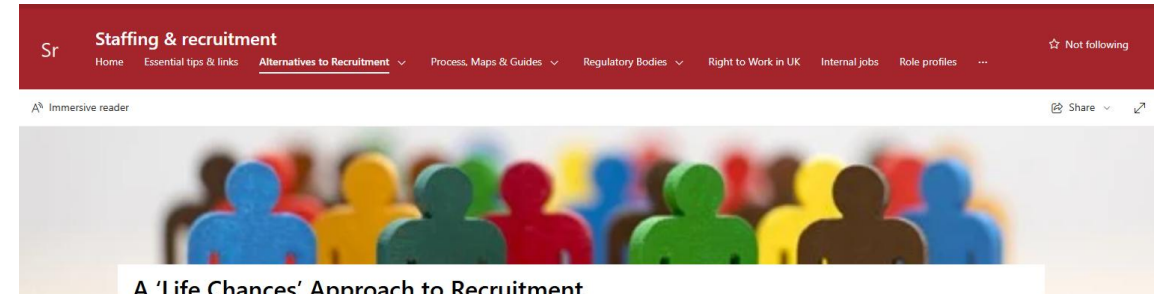 Sr
Staffing & recruitment
Home Essential tips & links Alternatives to Recruitment Process, Maps & Guides Regulatory Bodies Right to Work in UK Internal jobs Role profiles ...
Not following
Immersive reader
Share
A ‘Life Chances’ Approach to Recruitment